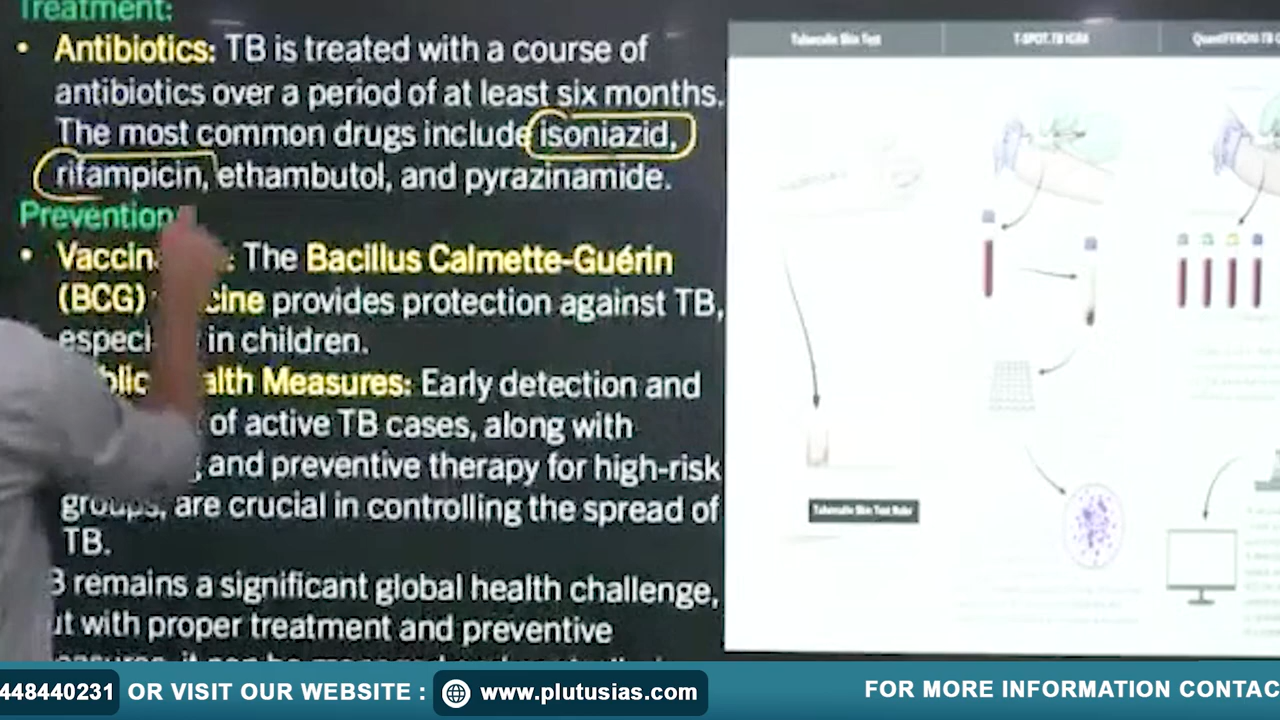 Treatment:
• Antibiotics: TB is treated with a course of
antibiotics over a period of at least six months.
The most common drugs include isoniazid,
rifampicin, ethambutol, and pyrazinamide.
Prevention
• The Bacillus Calmette-Guérin
(BCG) provides protection against TB,
in children.
Measures: Early detection and
of active TB cases, along with
and preventive therapy for high-risk
groups, are crucial in controlling the spread of
TB.
remains a significant global health challenge,
with proper treatment and preventive
Tuberculin Skin Test
T-SPOT.TB IGRA
Tuberculin Skin Test Ruler
448440231 OR VISIT OUR WEBSITE : www.plutusias.com FOR MORE INFORMATION CONTAC